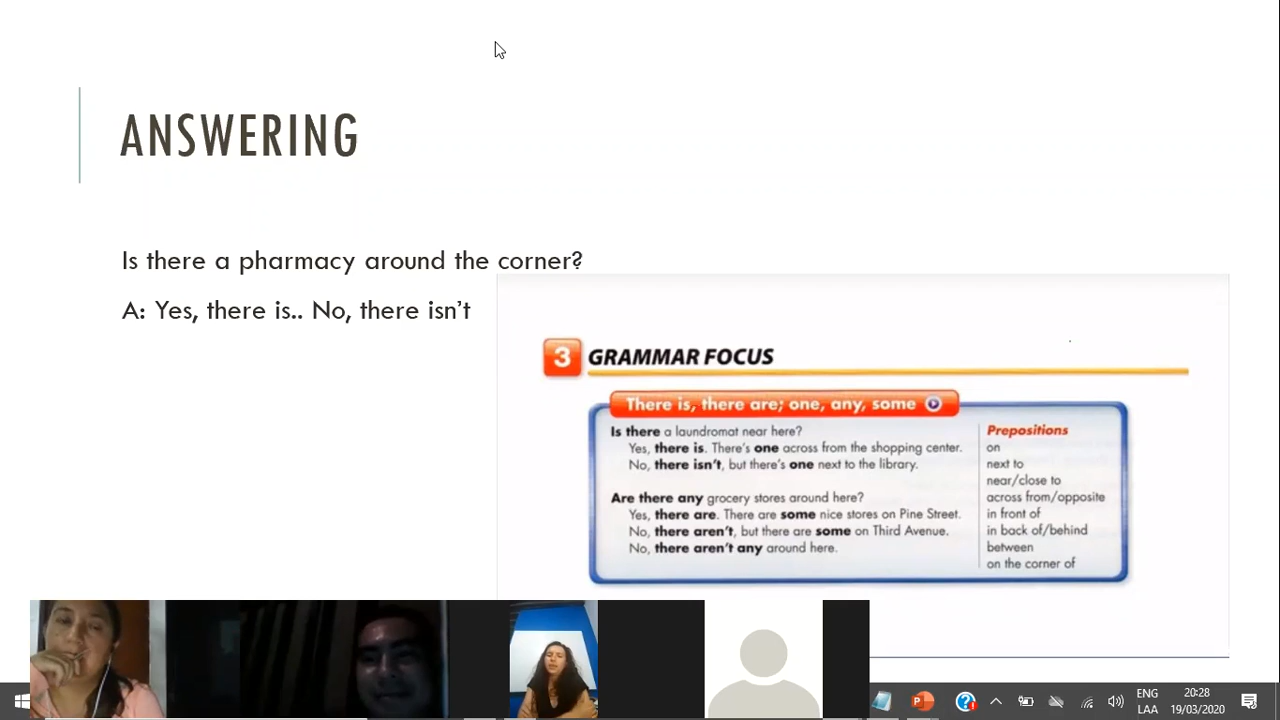 ANSWERING
Is there a pharmacy around the corner?
A: Yes, there is.. No, there isn't
3 GRAMMAR FOCUS
There is, there are; one, any, some
Is there a laundromat near here?
Yes, there is. There's one across from the shopping center.
No, there isn't, but there's one next to the library.
Are there any grocery stores around here?
Yes, there are. There are some nice stores on Pine Street.
No, there aren't, but there are some on Third Avenue.
No, there aren't any around here.
Prepositions
on
next to
near/close to
across from/opposite
in front of
in back of/behind
between
on the corner of
ENG
LAA
20:28
19/03/2020